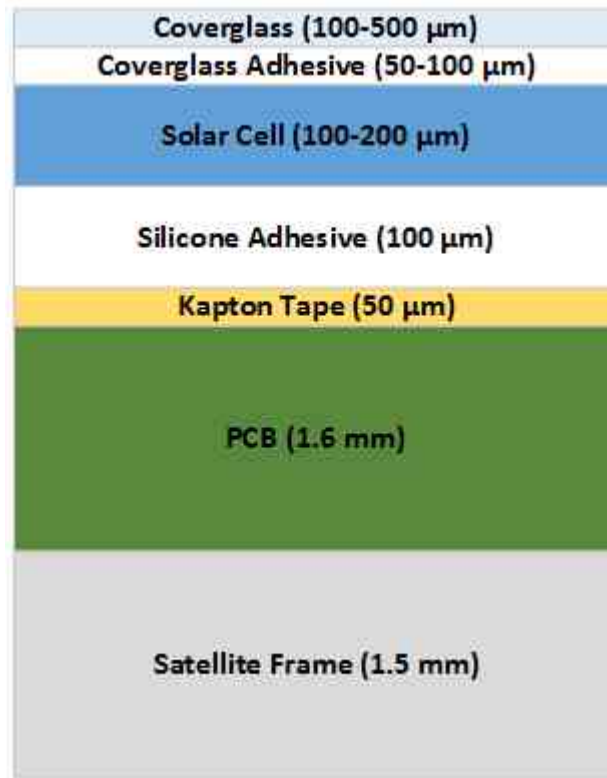 Coverglass (100-500 μm)
Coverglass Adhesive (50-100 μm)
Solar Cell (100-200 μm)
Silicone Adhesive (100 μm)
Kapton Tape (50 μm)
PCB (1.6 mm)
Satellite Frame (1.5 mm)